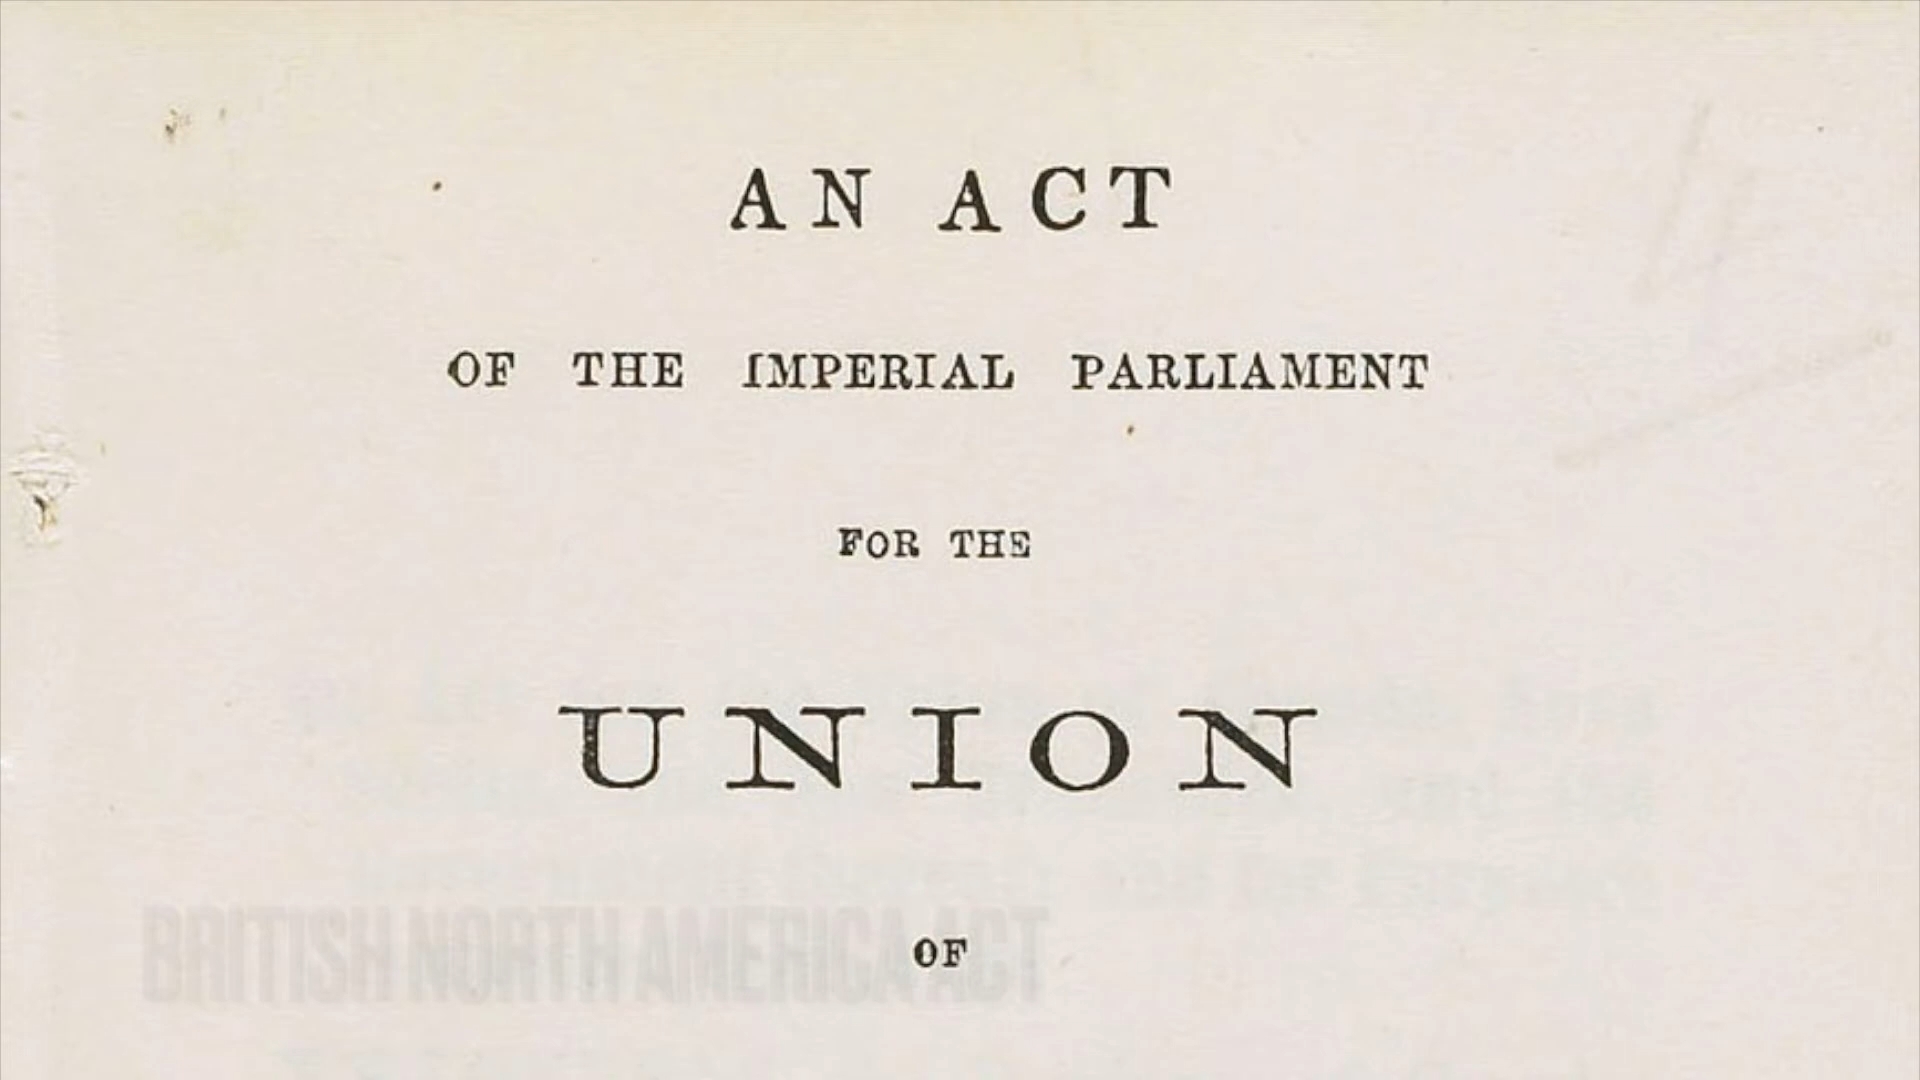 AN ACT
OF THE IMPERIAL PARLIAMENT
FOR THE
UNION
BRITISH NORTH AMERICA ACT
OF